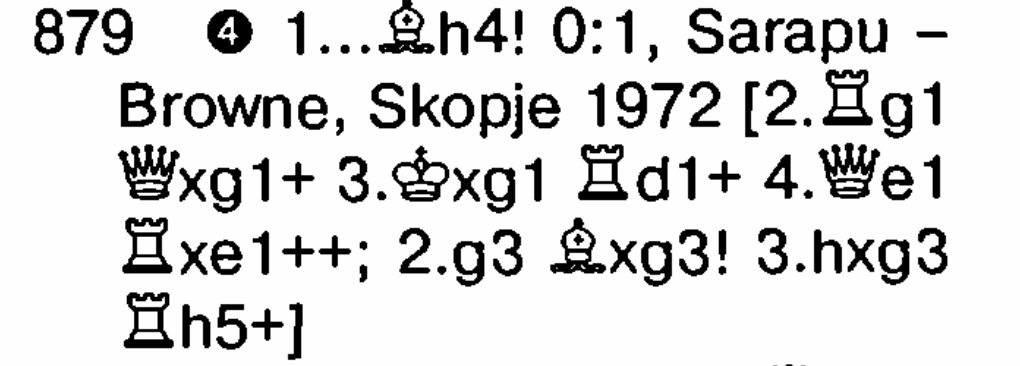 879 ❹ 1...♗h4! 0:1, Sarapu –
Browne, Skopje 1972 [2.♖g1
♕xg1+ 3.♔xg1 ♖d1+ 4.♕e1
♖xe1++; 2.g3 ♗xg3! 3.hxg3
♖h5+]